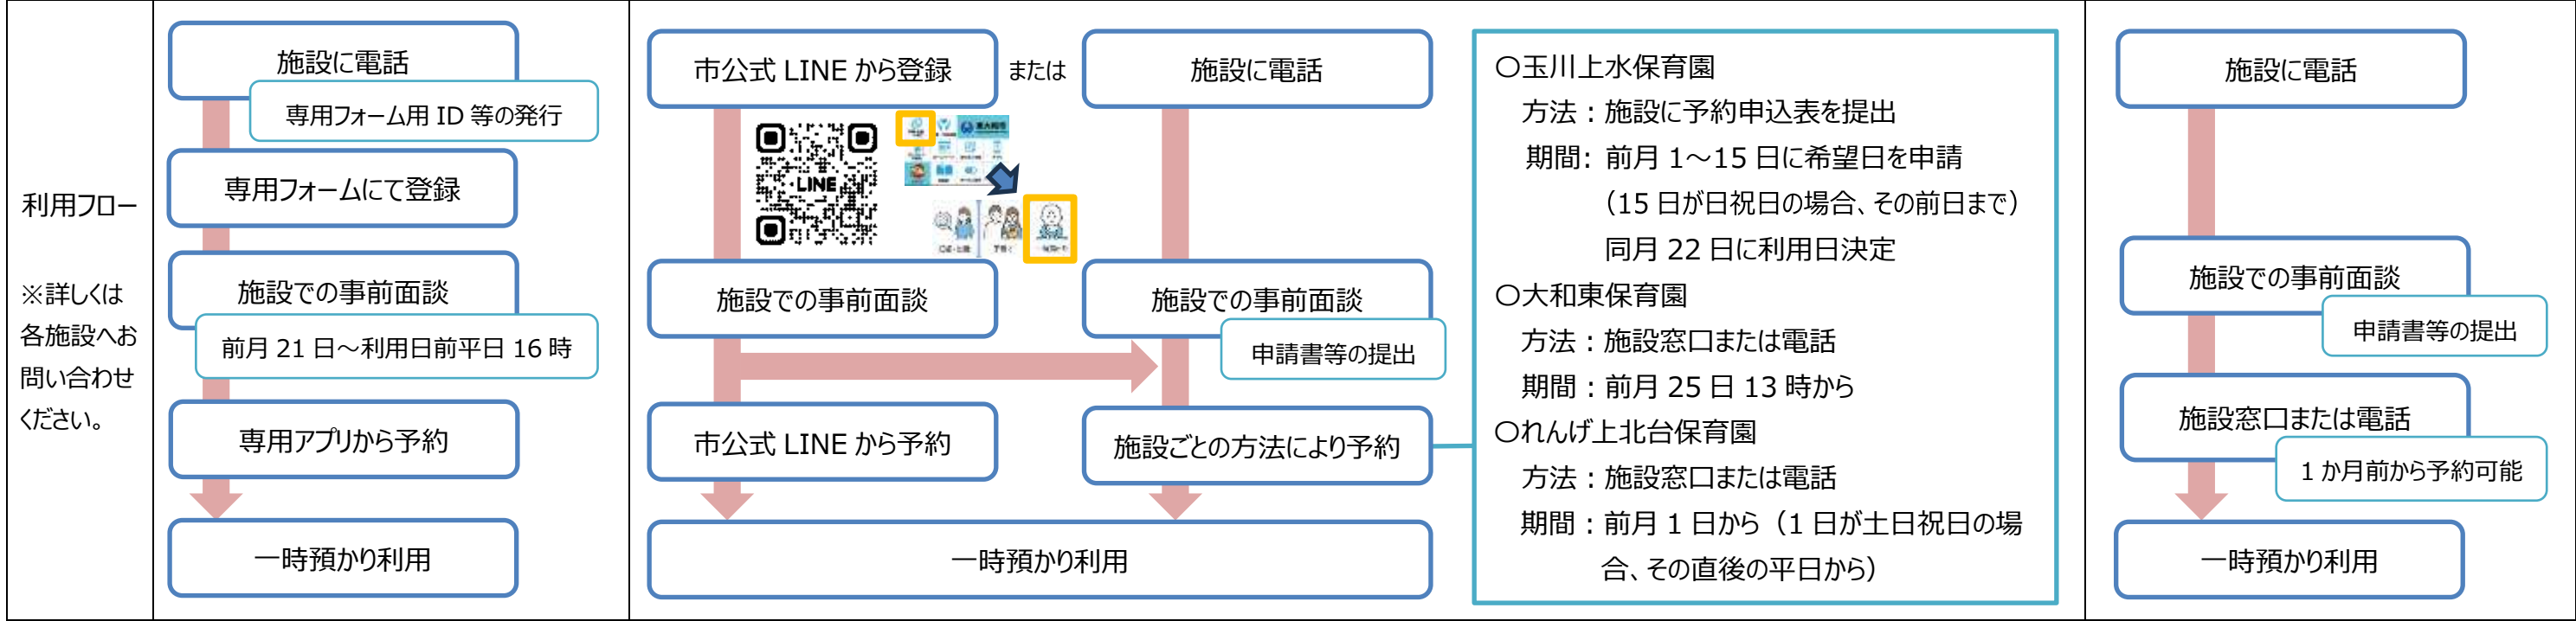 利用フロー
※詳しくは
各施設へお
問い合わせ
ください。
施設に電話
専用フォーム用 ID 等の発行
専用フォームにて登録
施設での事前面談
前月 21 日～利用日前平日 16 時
専用アプリから予約
一時預かり利用
市公式 LINE から登録
または
施設に電話
LINE
東大和市
施設での事前面談
施設での事前面談
申請書等の提出
市公式 LINE から予約
施設ごとの方法により予約
一時預かり利用
〇玉川上水保育園
方法：施設に予約申込表を提出
期間：前月 1～15 日に希望日を申請
（15 日が日祝日の場合、その前日まで）
同月 22 日に利用日決定
〇大和東保育園
方法：施設窓口または電話
期間：前月 25 日 13 時から
〇れんげ上北台保育園
方法：施設窓口または電話
期間：前月 1 日から（1 日が土日祝日の場
合、その直後の平日から）
施設に電話
施設での事前面談
申請書等の提出
施設窓口または電話
1 か月前から予約可能
一時預かり利用